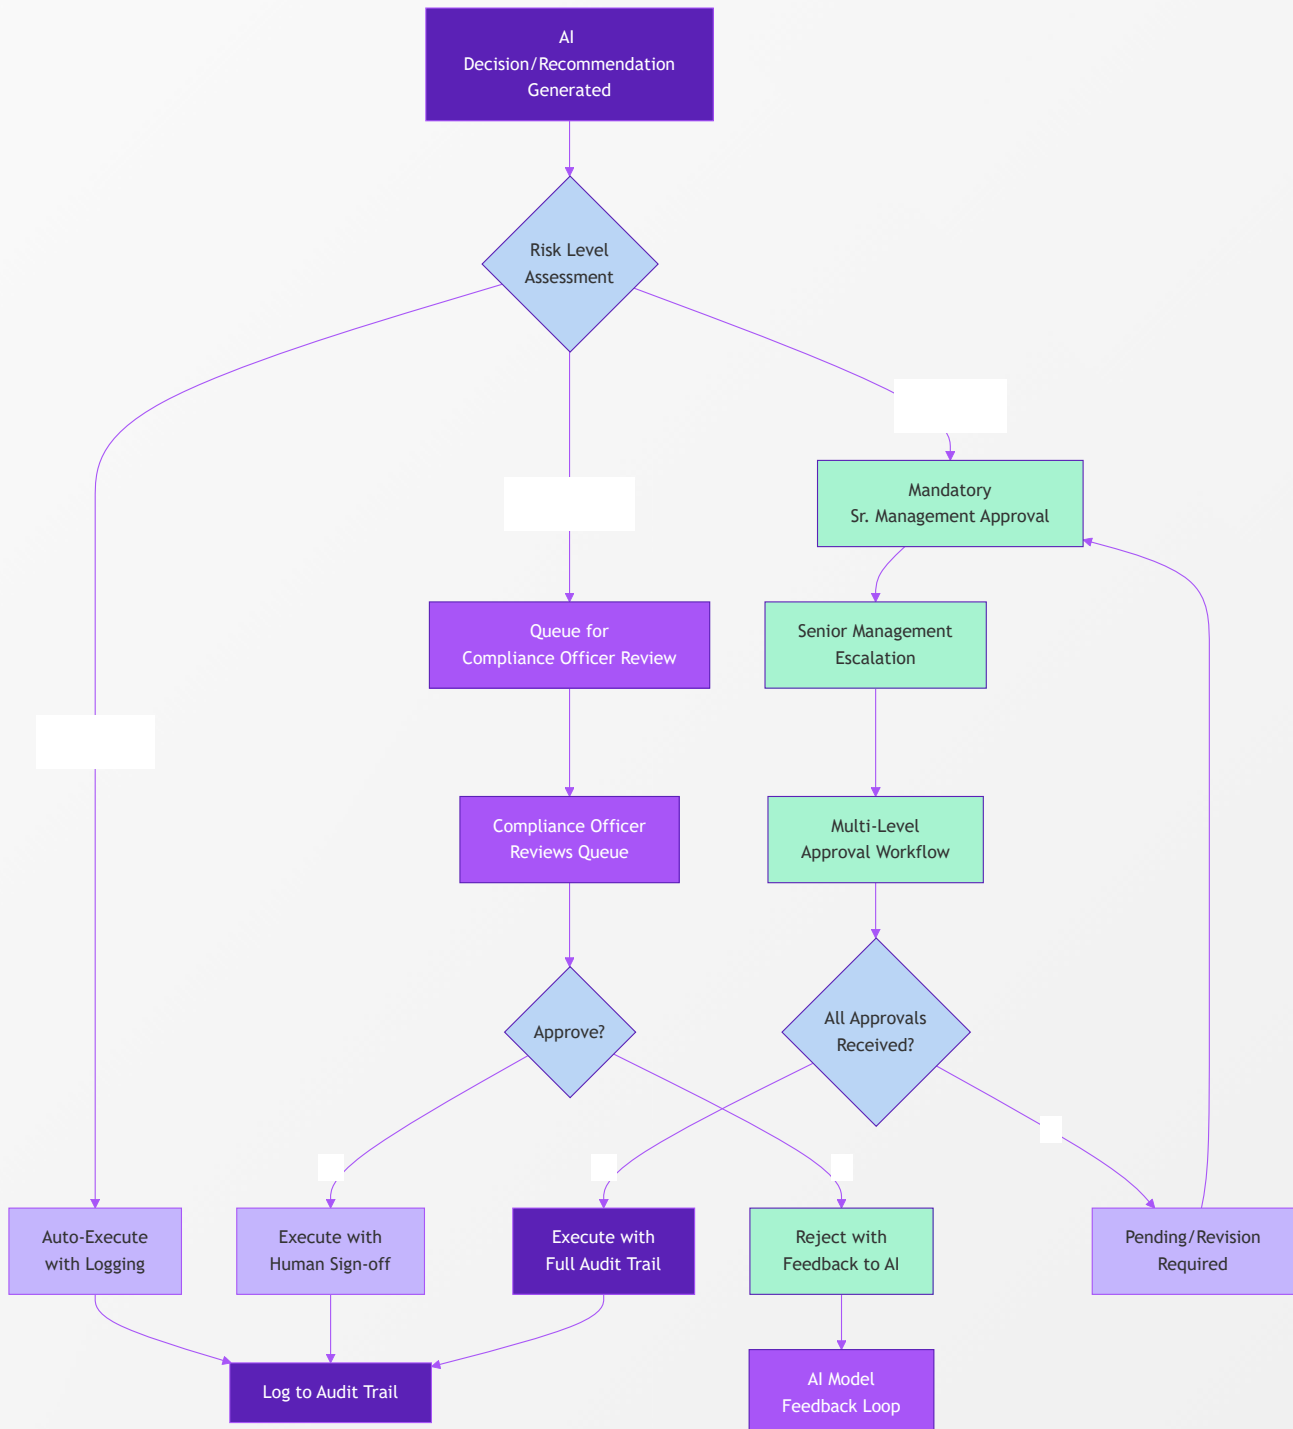 AI
Decision/Recommendation
Generated
Risk Level
Assessment
Mandatory
Sr. Management Approval
Queue for
Compliance Officer Review
Senior Management
Escalation
Compliance Officer
Reviews Queue
Multi-Level
Approval Workflow
Approve?
All Approvals
Received?
Auto-Execute
with Logging
Execute with
Human Sign-off
Execute with
Full Audit Trail
Reject with
Feedback to AI
Pending/Revision
Required
Log to Audit Trail
AI Model
Feedback Loop